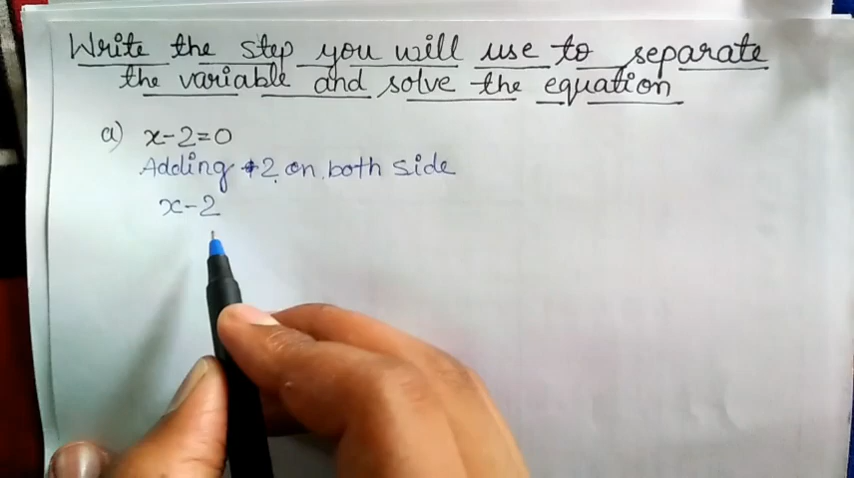 Write the step you will use to separate
the variable and solve the equation
a) x-2=0
Adding +2 on both side
x-2